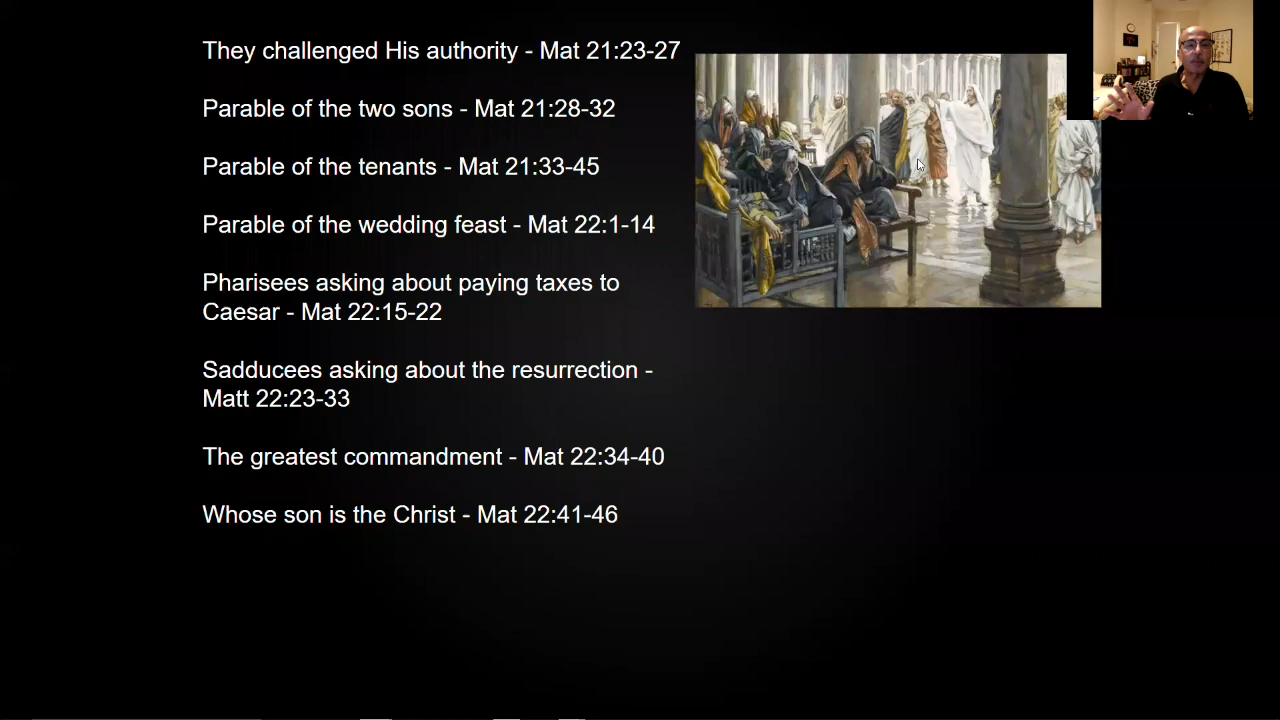 They challenged His authority - Mat 21:23-27
Parable of the two sons - Mat 21:28-32
Parable of the tenants - Mat 21:33-45
Parable of the wedding feast - Mat 22:1-14
Pharisees asking about paying taxes to
Caesar - Mat 22:15-22
Sadducees asking about the resurrection -
Matt 22:23-33
The greatest commandment - Mat 22:34-40
Whose son is the Christ - Mat 22:41-46